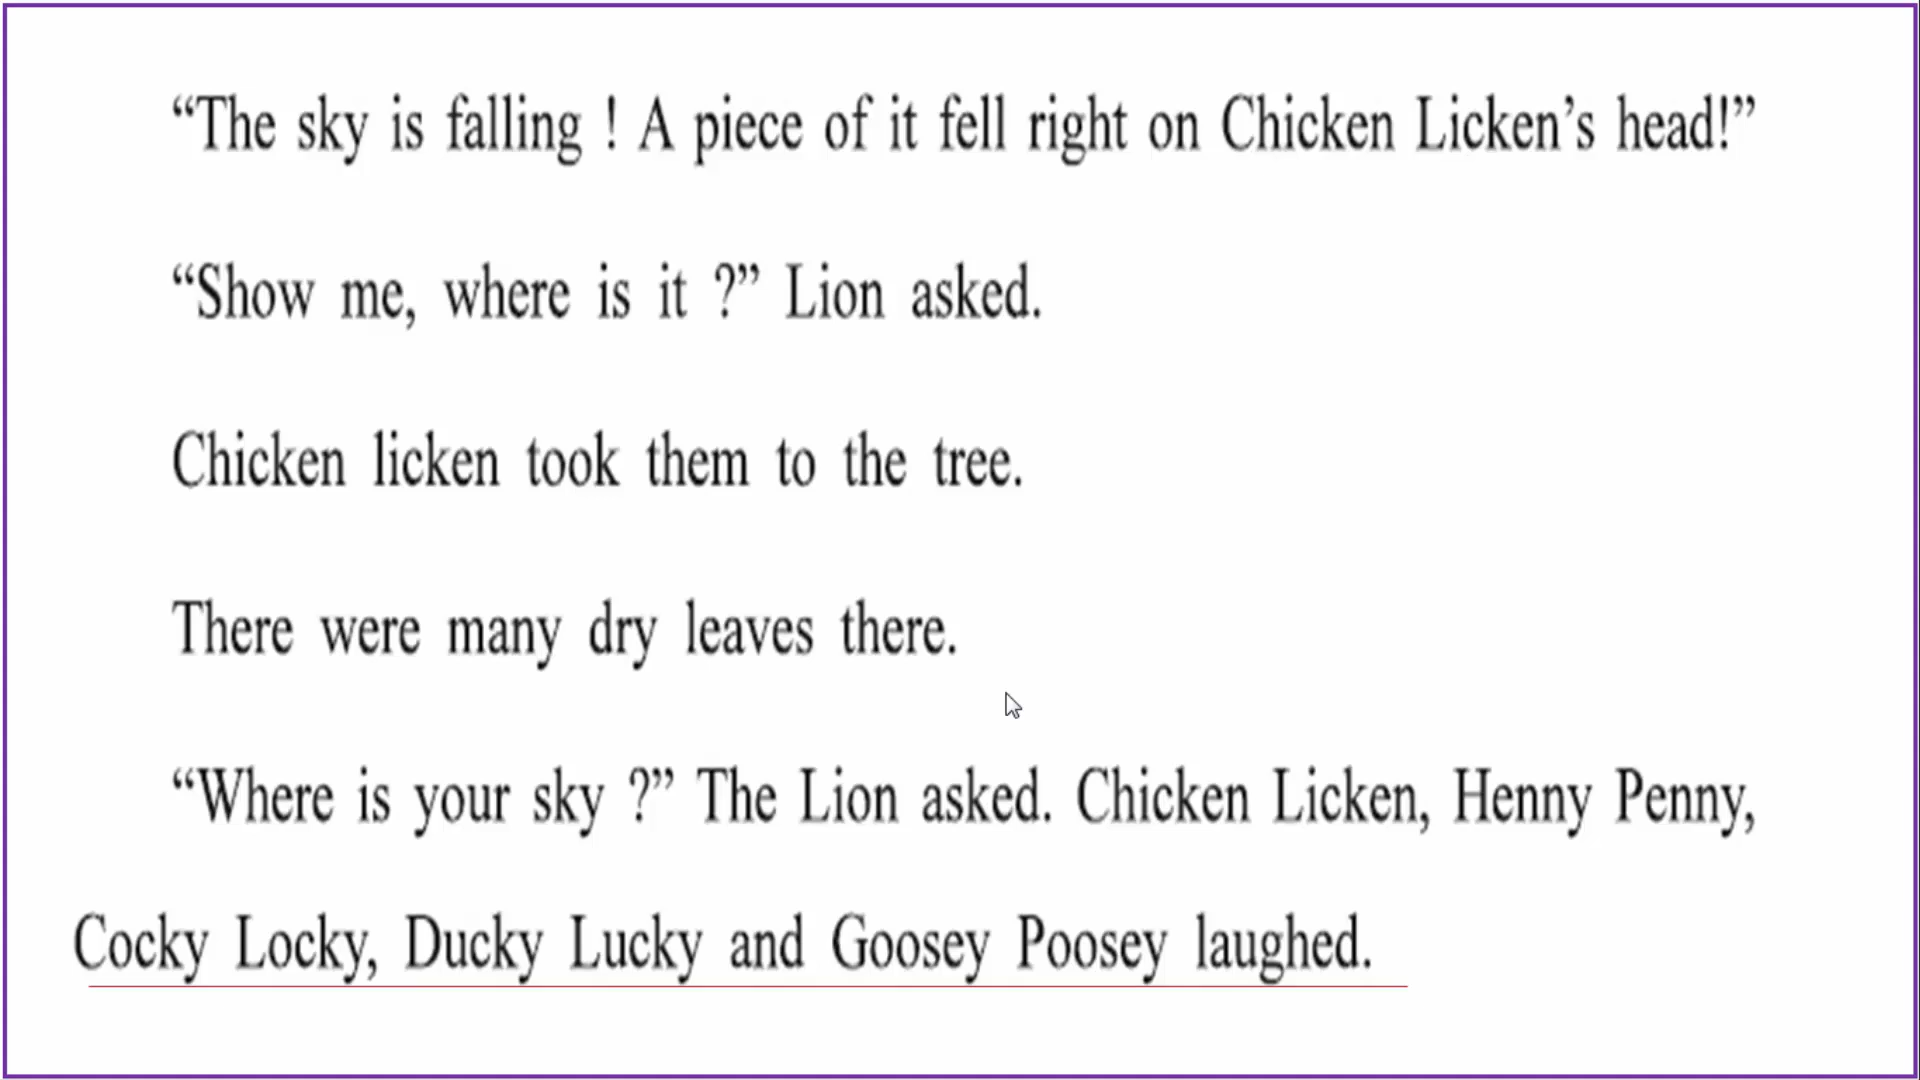 “The sky is falling ! A piece of it fell right on Chicken Licken’s head!”
“Show me, where is it ?” Lion asked.
Chicken licken took them to the tree.
There were many dry leaves there.
“Where is your sky ?” The Lion asked. Chicken Licken, Henny Penny,
Cocky Locky, Ducky Lucky and Goosey Poosey laughed.